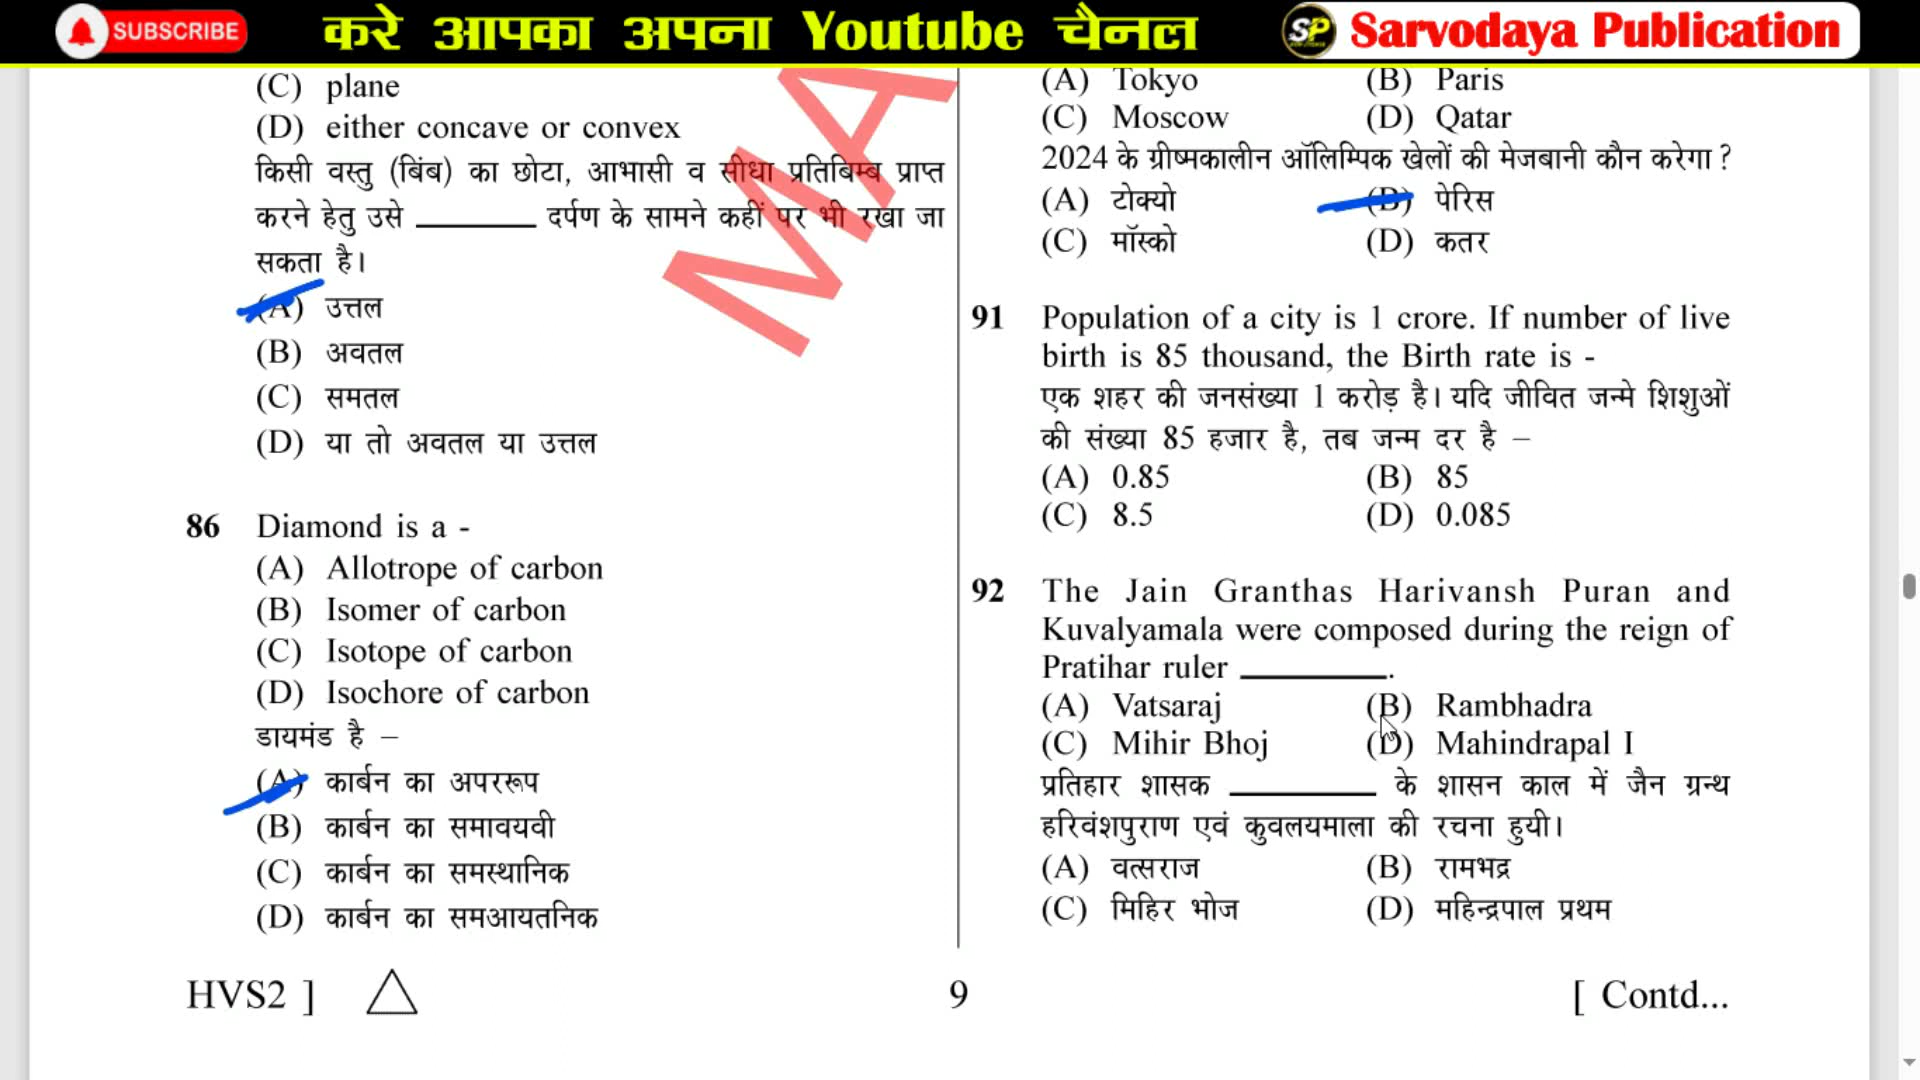 SUBSCRIBE
करे आपका अपना Youtube चैनल
SP
Sarvodaya Publication
(C) plane
(D) either concave or convex
किसी वस्तु (बिंब) का छोटा, आभासी व सीधा प्रतिबिम्ब प्राप्त
करने हेतु उसे ________ दर्पण के सामने कहीं पर भी रखा जा
सकता है।
(A) उत्तल
(B) अवतल
(C) समतल
(D) या तो अवतल या उत्तल
86 Diamond is a -
(A) Allotrope of carbon
(B) Isomer of carbon
(C) Isotope of carbon
(D) Isochore of carbon
डायमंड है –
(A) कार्बन का अपररूप
(B) कार्बन का समावयवी
(C) कार्बन का समस्थानिक
(D) कार्बन का समआयतनिक
MA
(A) Tokyo (B) Paris
(C) Moscow (D) Qatar
2024 के ग्रीष्मकालीन ऑलिम्पिक खेलों की मेजबानी कौन करेगा ?
(A) टोक्यो (B) पेरिस
(C) मॉस्को (D) कतर
91 Population of a city is 1 crore. If number of live
birth is 85 thousand, the Birth rate is -
एक शहर की जनसंख्या 1 करोड़ है। यदि जीवित जन्मे शिशुओं
की संख्या 85 हजार है, तब जन्म दर है –
(A) 0.85 (B) 85
(C) 8.5 (D) 0.085
92 The Jain Granthas Harivansh Puran and
Kuvalyamala were composed during the reign of
Pratihar ruler ________.
(A) Vatsaraj (B) Rambhadra
(C) Mihir Bhoj (D) Mahindrapal I
प्रतिहार शासक ________ के शासन काल में जैन ग्रन्थ
हरिवंशपुराण एवं कुवलयमाला की रचना हुयी।
(A) वत्सराज (B) रामभद्र
(C) मिहिर भोज (D) महिन्द्रपाल प्रथम
HVS2 ] 9 [ Contd...